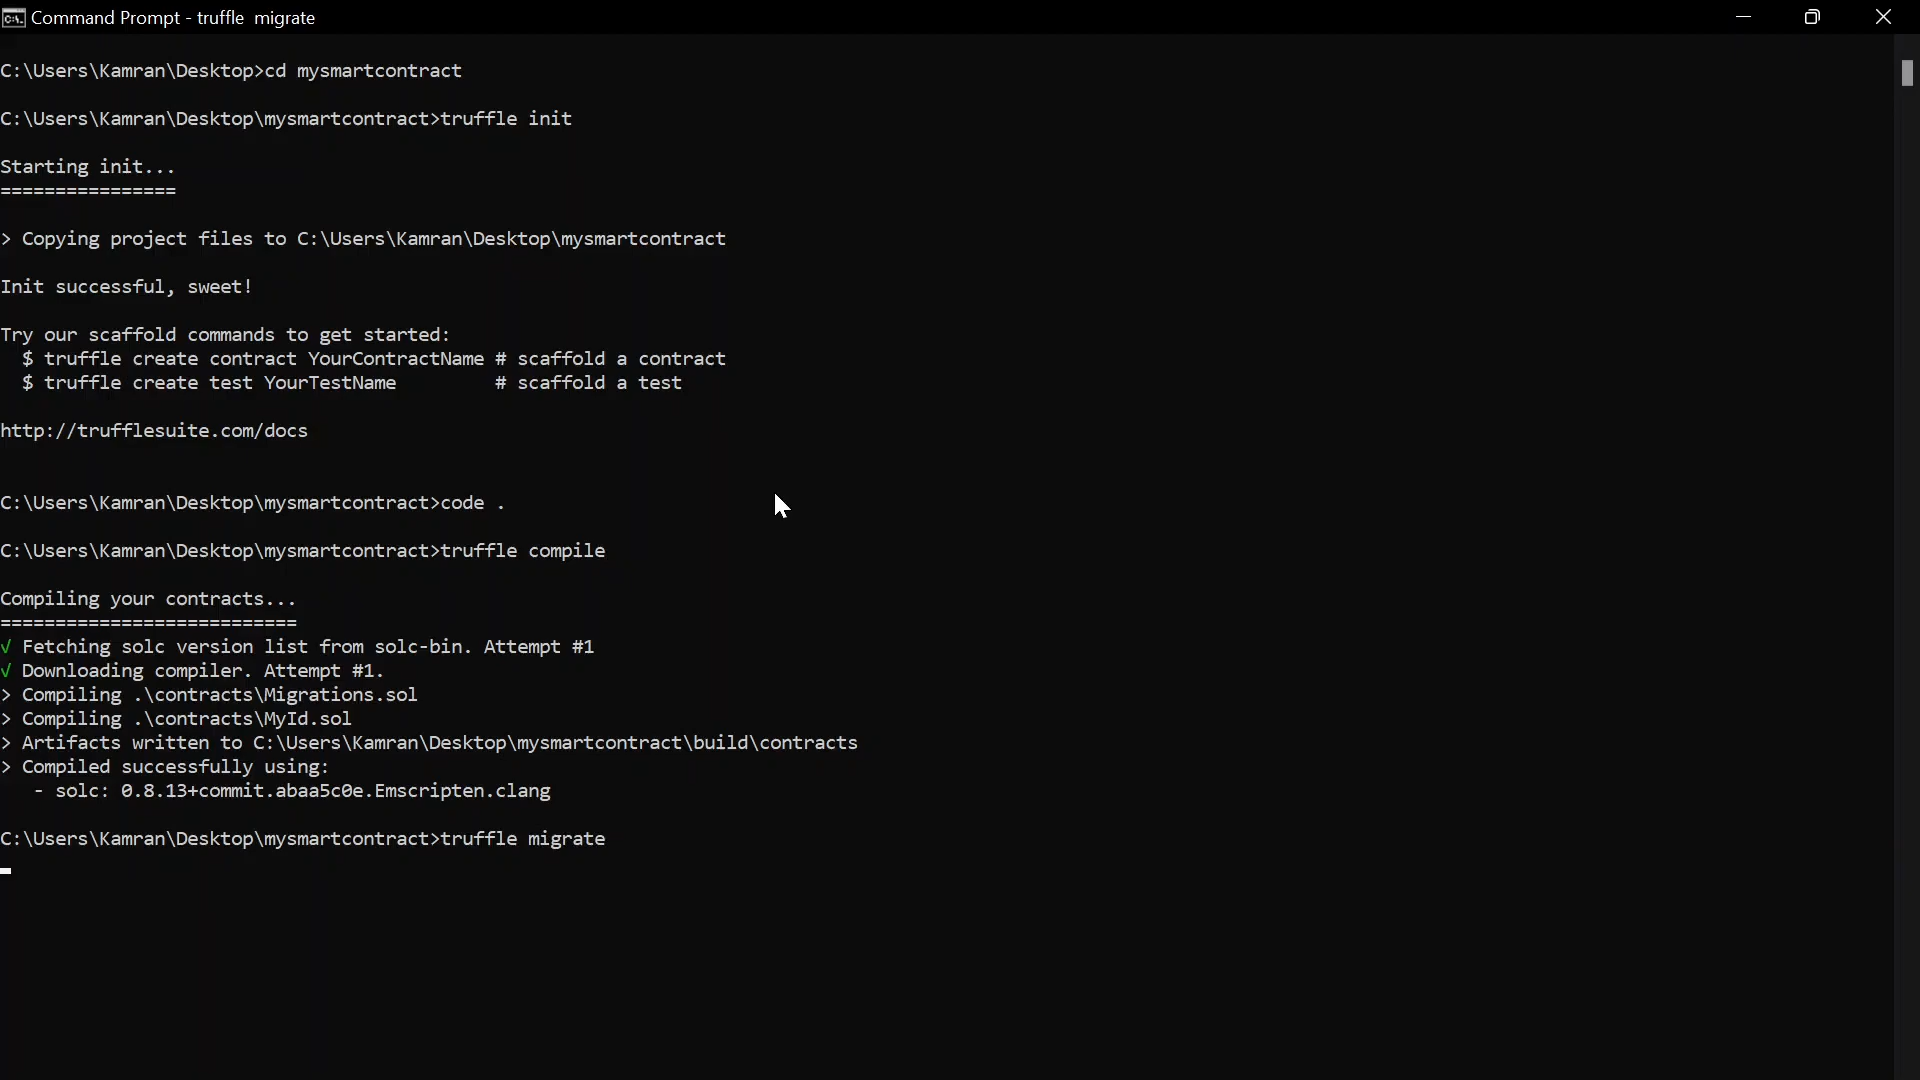 Command Prompt - truffle  migrate
C:\Users\Kamran\Desktop>cd mysmartcontract
C:\Users\Kamran\Desktop\mysmartcontract>truffle init
Starting init...
================
> Copying project files to C:\Users\Kamran\Desktop\mysmartcontract
Init successful, sweet!
Try our scaffold commands to get started:
  $ truffle create contract YourContractName # scaffold a contract
  $ truffle create test YourTestName         # scaffold a test
http://trufflesuite.com/docs
C:\Users\Kamran\Desktop\mysmartcontract>code .
C:\Users\Kamran\Desktop\mysmartcontract>truffle compile
Compiling your contracts...
===========================
√ Fetching solc version list from solc-bin. Attempt #1
√ Downloading compiler. Attempt #1.
> Compiling .\contracts\Migrations.sol
> Compiling .\contracts\MyId.sol
> Artifacts written to C:\Users\Kamran\Desktop\mysmartcontract\build\contracts
> Compiled successfully using:
   - solc: 0.8.13+commit.abaa5c0e.Emscripten.clang
C:\Users\Kamran\Desktop\mysmartcontract>truffle migrate